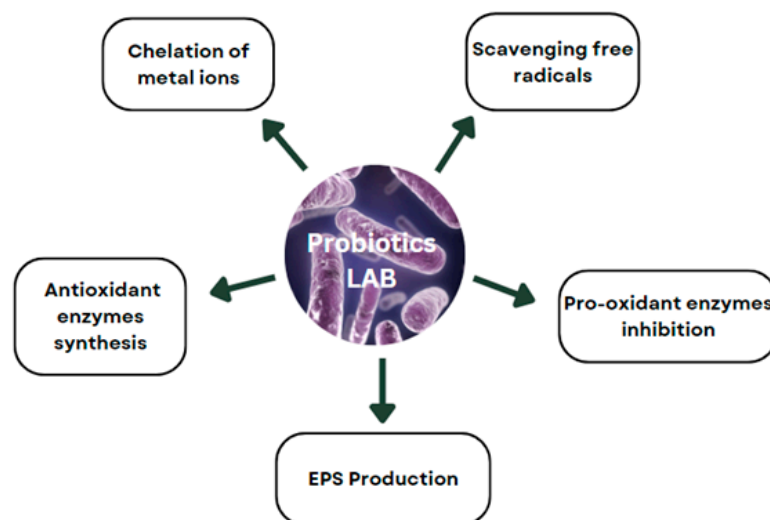 Chelation of
metal ions
Scavenging free
radicals
Probiotics
LAB
Antioxidant
enzymes
synthesis
Pro-oxidant enzymes
inhibition
EPS Production